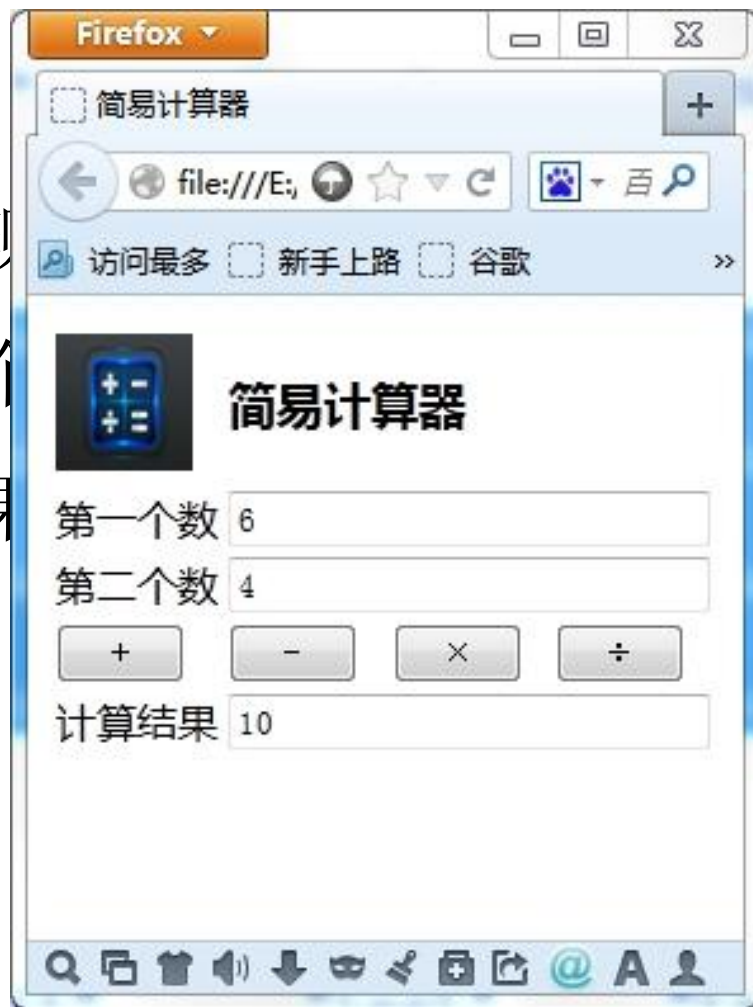 Firefox
简易计算器
file:///E:, 百
访问最多 新手上路 谷歌 »
简易计算器
第一个数 6
第二个数 4
+ - × ÷
计算结果 10